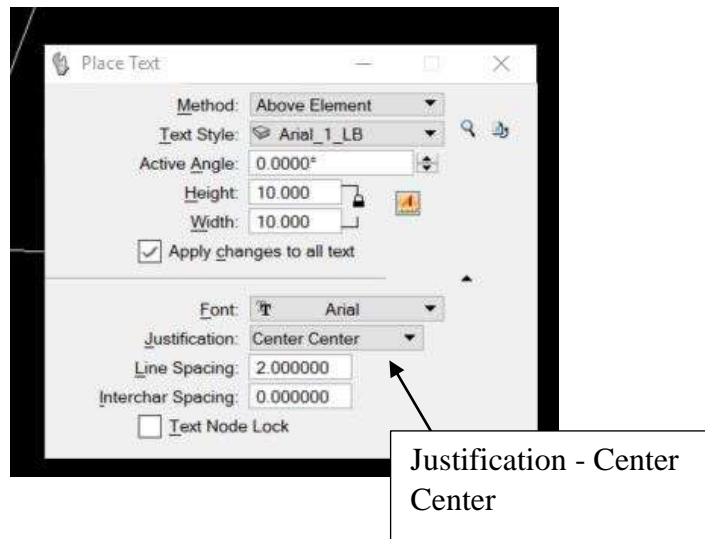 Place Text
Method: Above Element
Text Style: Arial_1_LB
Active Angle: 0.0000°
Height: 10.000
Width: 10.000
Apply changes to all text
Font: Arial
Justification: Center Center
Line Spacing: 2.000000
Interchar Spacing: 0.000000
Text Node Lock
Justification - Center
Center